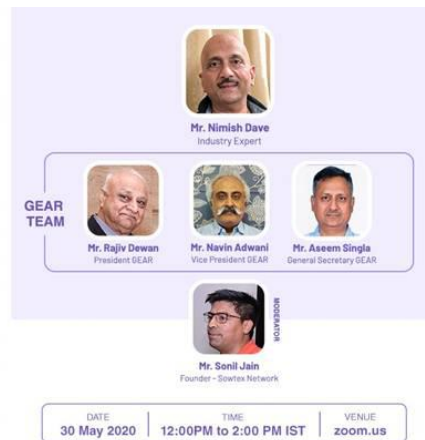 Mr. Nimish Dave
Industry Expert
GEAR
TEAM
Mr. Rajiv Dewan
President GEAR
Mr. Navin Adwani
Vice President GEAR
Mr. Aseem Singla
General Secretary GEAR
MODERATOR
Mr. Sonil Jain
Founder - Sowtex Network
DATE
30 May 2020
TIME
12:00PM to 2:00 PM IST
VENUE
zoom.us